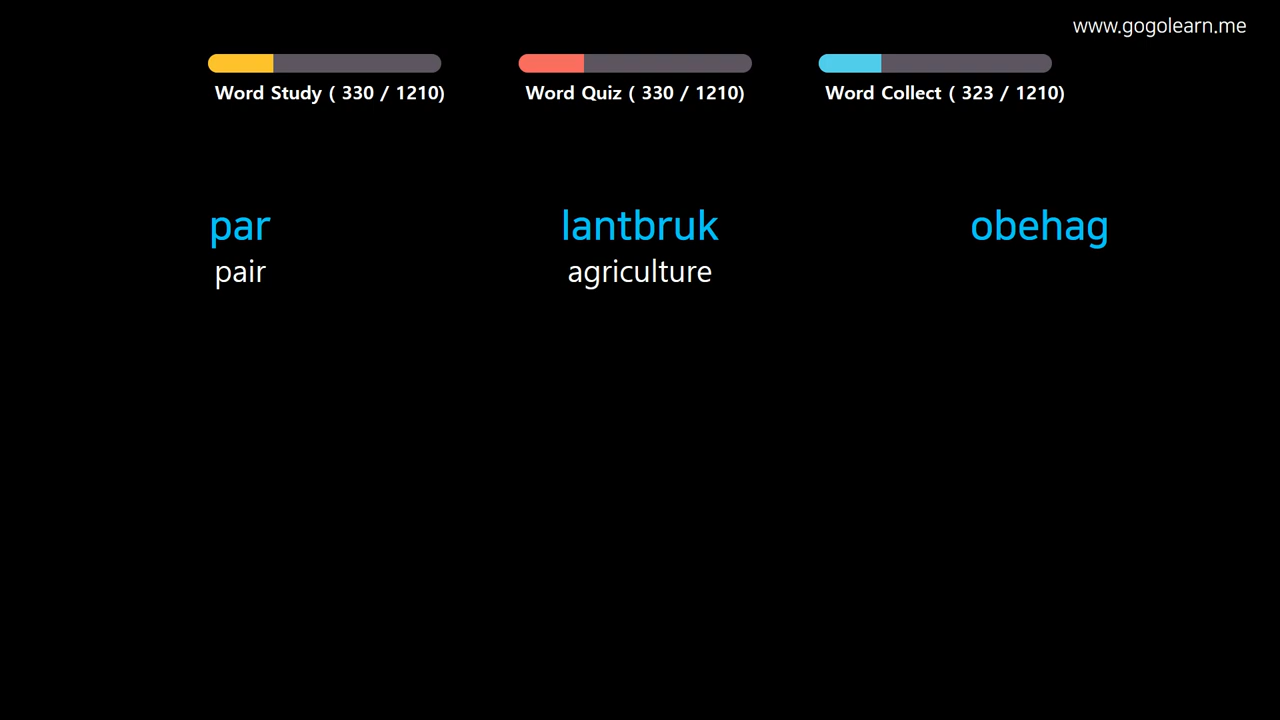 www.gogolearn.me
Word Study ( 330 / 1210)
Word Quiz ( 330 / 1210)
Word Collect ( 323 / 1210)
par
lantbruk
obehag
pair
agriculture